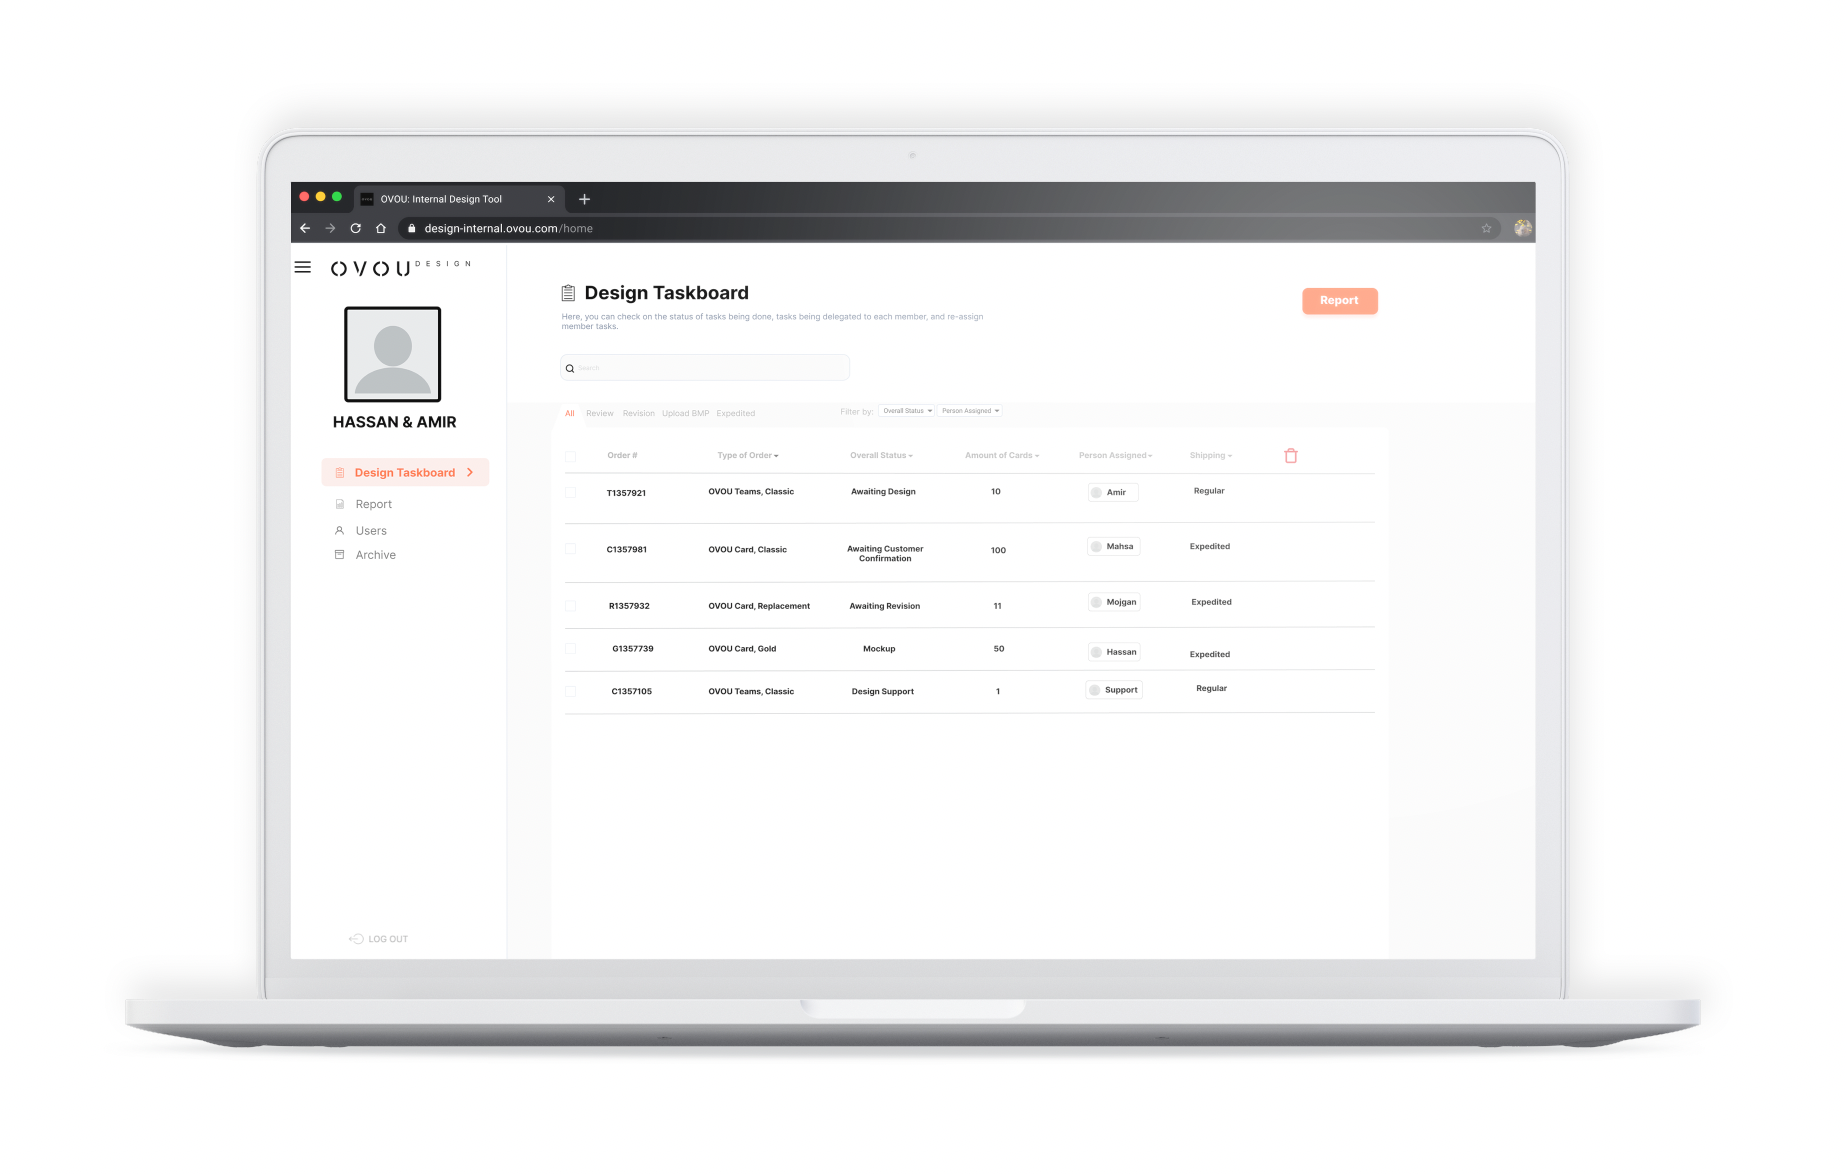 OVOU: Internal Design Tool
design-internal.ovou.com/home
OVOU DESIGN
HASSAN & AMIR
Design Taskboard
Report
Users
Archive
LOG OUT
Design Taskboard
Report
Here, you can check on the status of tasks being done, tasks being delegated to each member, and re-assign
member tasks.
Search
All Review Revision Upload BMP Expedited
Filter by: Overall Status Person Assigned
Order # Type of Order Overall Status Amount of Cards Person Assigned Shipping
T1357921 OVOU Teams, Classic Awaiting Design 10 Amir Regular
C1357981 OVOU Card, Classic Awaiting Customer
Confirmation 100 Mahsa Expedited
R1357932 OVOU Card, Replacement Awaiting Revision 11 Mojgan Expedited
G1357739 OVOU Card, Gold Mockup 50 Hassan Expedited
C1357105 OVOU Teams, Classic Design Support 1 Support Regular